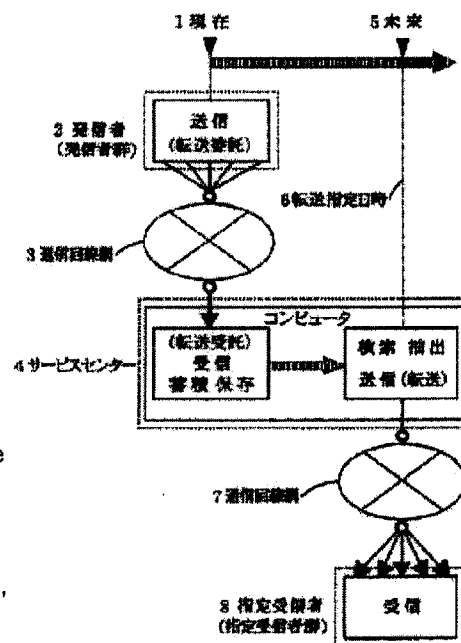 1 現在
5 未来
2 発信者
(発信者群)
送信
(転送委託)
6 転送指定日時
3 通信回線網
コンピュータ
4 サービスセンター
(転送受託)
受信
蓄積 保存
検索 抽出
送信(転送)
e
7 通信回線網
,
8 指定受信者
(指定受信者群)
受信